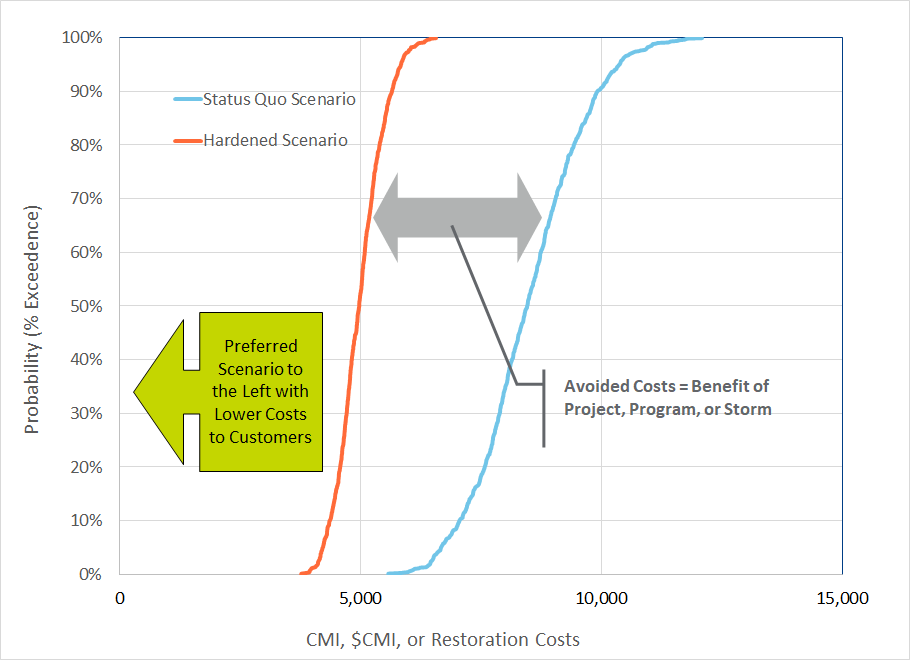 100%
90%
80%
70%
60%
50%
40%
30%
20%
10%
0%
Probability (% Exceedence)
Status Quo Scenario
Hardened Scenario
Preferred
Scenario to
the Left with
Lower Costs
to Customers
Avoided Costs = Benefit of
Project, Program, or Storm
0
5,000
10,000
15,000
CMI, $CMI, or Restoration Costs